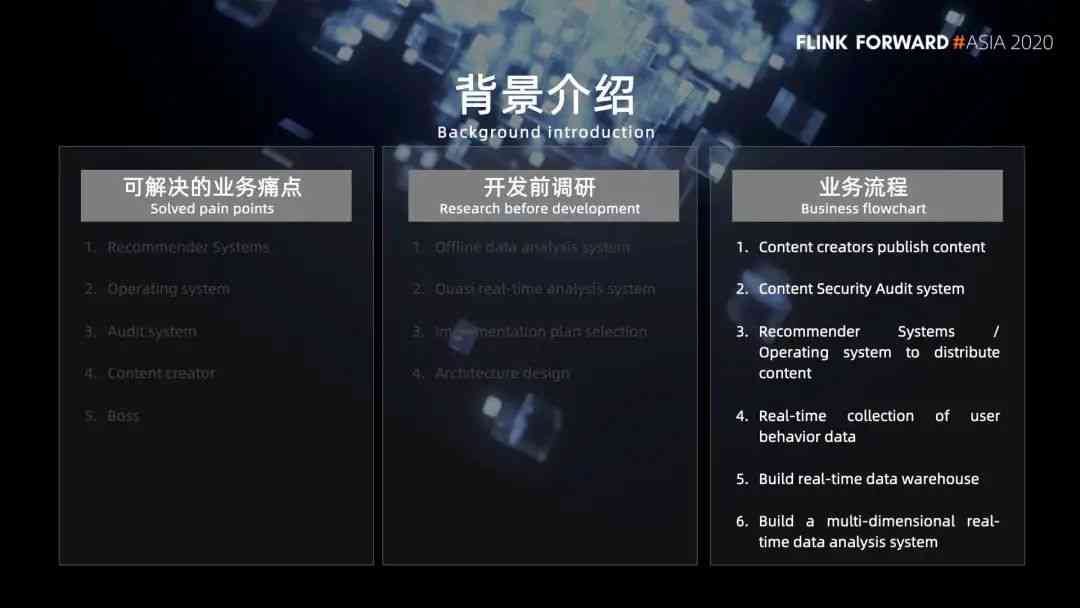 FLINK FORWARD #ASIA 2020
背景介绍
Background introduction
可解决的业务痛点
Solved pain points
1. Recommender Systems
2. Operating system
3. Audit system
4. Content creator
5. Boss
开发前调研
Research before development
1. Offline data analysis system
2. Quasi real-time analysis system
3. Implementation plan selection
4. Architecture design
业务流程
Business flowchart
1. Content creators publish content
2. Content Security Audit system
3. Recommender Systems /
Operating system to distribute
content
4. Real-time collection of user
behavior data
5. Build real-time data warehouse
6. Build a multi-dimensional real-
time data analysis system